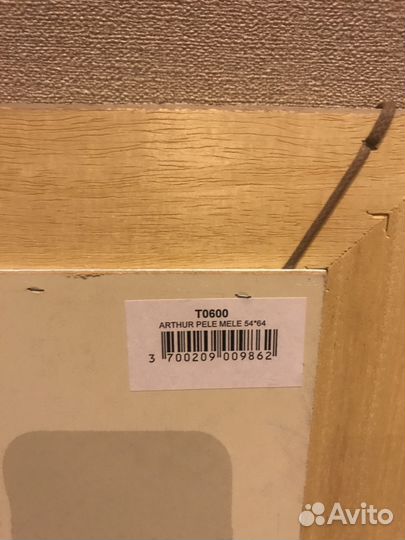 T0600
ARTHUR PELE MELE 54*64
3 700209 009862
Avito